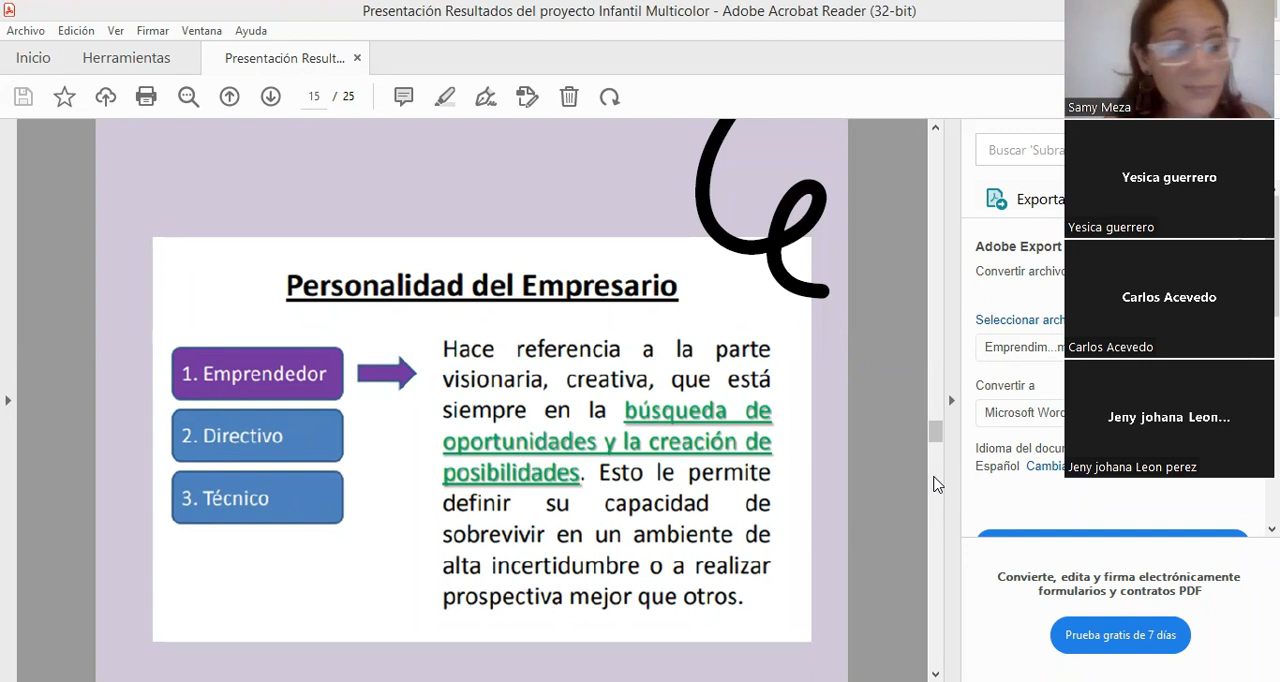 Presentación Resultados del proyecto Infantil Multicolor - Adobe Acrobat Reader (32-bit)
Archivo Edición Ver Firmar Ventana Ayuda
Inicio Herramientas Presentación Result... ×
15 / 25
Personalidad del Empresario
1. Emprendedor
2. Directivo
3. Técnico
Hace referencia a la parte
visionaria, creativa, que está
siempre en la búsqueda de
oportunidades y la creación de
posibilidades. Esto le permite
definir su capacidad de
sobrevivir en un ambiente de
alta incertidumbre o a realizar
prospectiva mejor que otros.
Buscar 'Subra
Exporta
Adobe Export
Convertir archivo
Seleccionar arch
Emprendim...m
Convertir a
Microsoft Word
Idioma del docum
Español Cambia
Convierte, edita y firma electrónicamente
formularios y contratos PDF
Prueba gratis de 7 días
Samy Meza
Yesica guerrero
Yesica guerrero
Carlos Acevedo
Carlos Acevedo
Jeny johana Leon...
Jeny johana Leon perez